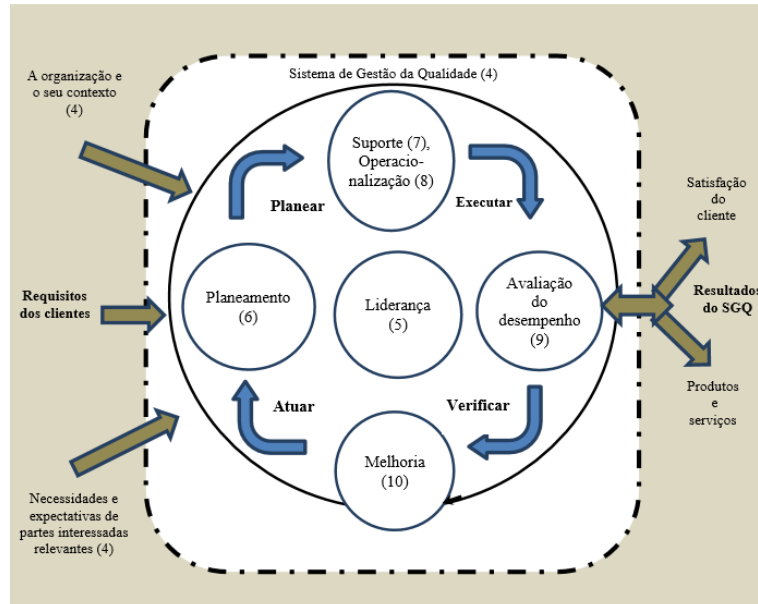 Sistema de Gestão da Qualidade (4)
A organização e
o seu contexto
(4)
Suporte (7),
Operacio-
nalização (8)
Planear
Executar
Satisfação
do
cliente
Requisitos
dos clientes
Planeamento
(6)
Liderança
(5)
Avaliação
do
desempenho
(9)
Resultados
do SGQ
Atuar
Verificar
Produtos
e
serviços
Melhoria
(10)
Necessidades e
expectativas de
partes interessadas
relevantes (4)